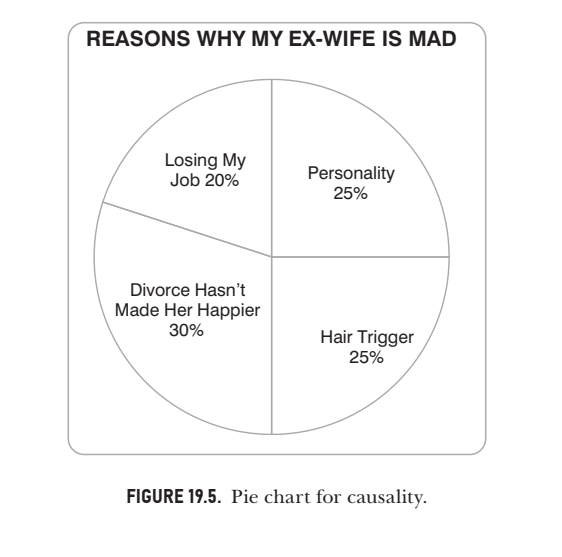 REASONS WHY MY EX-WIFE IS MAD
Losing My
Job 20%
Personality
25%
Divorce Hasn't
Made Her Happier
30%
Hair Trigger
25%
FIGURE 19.5. Pie chart for causality.